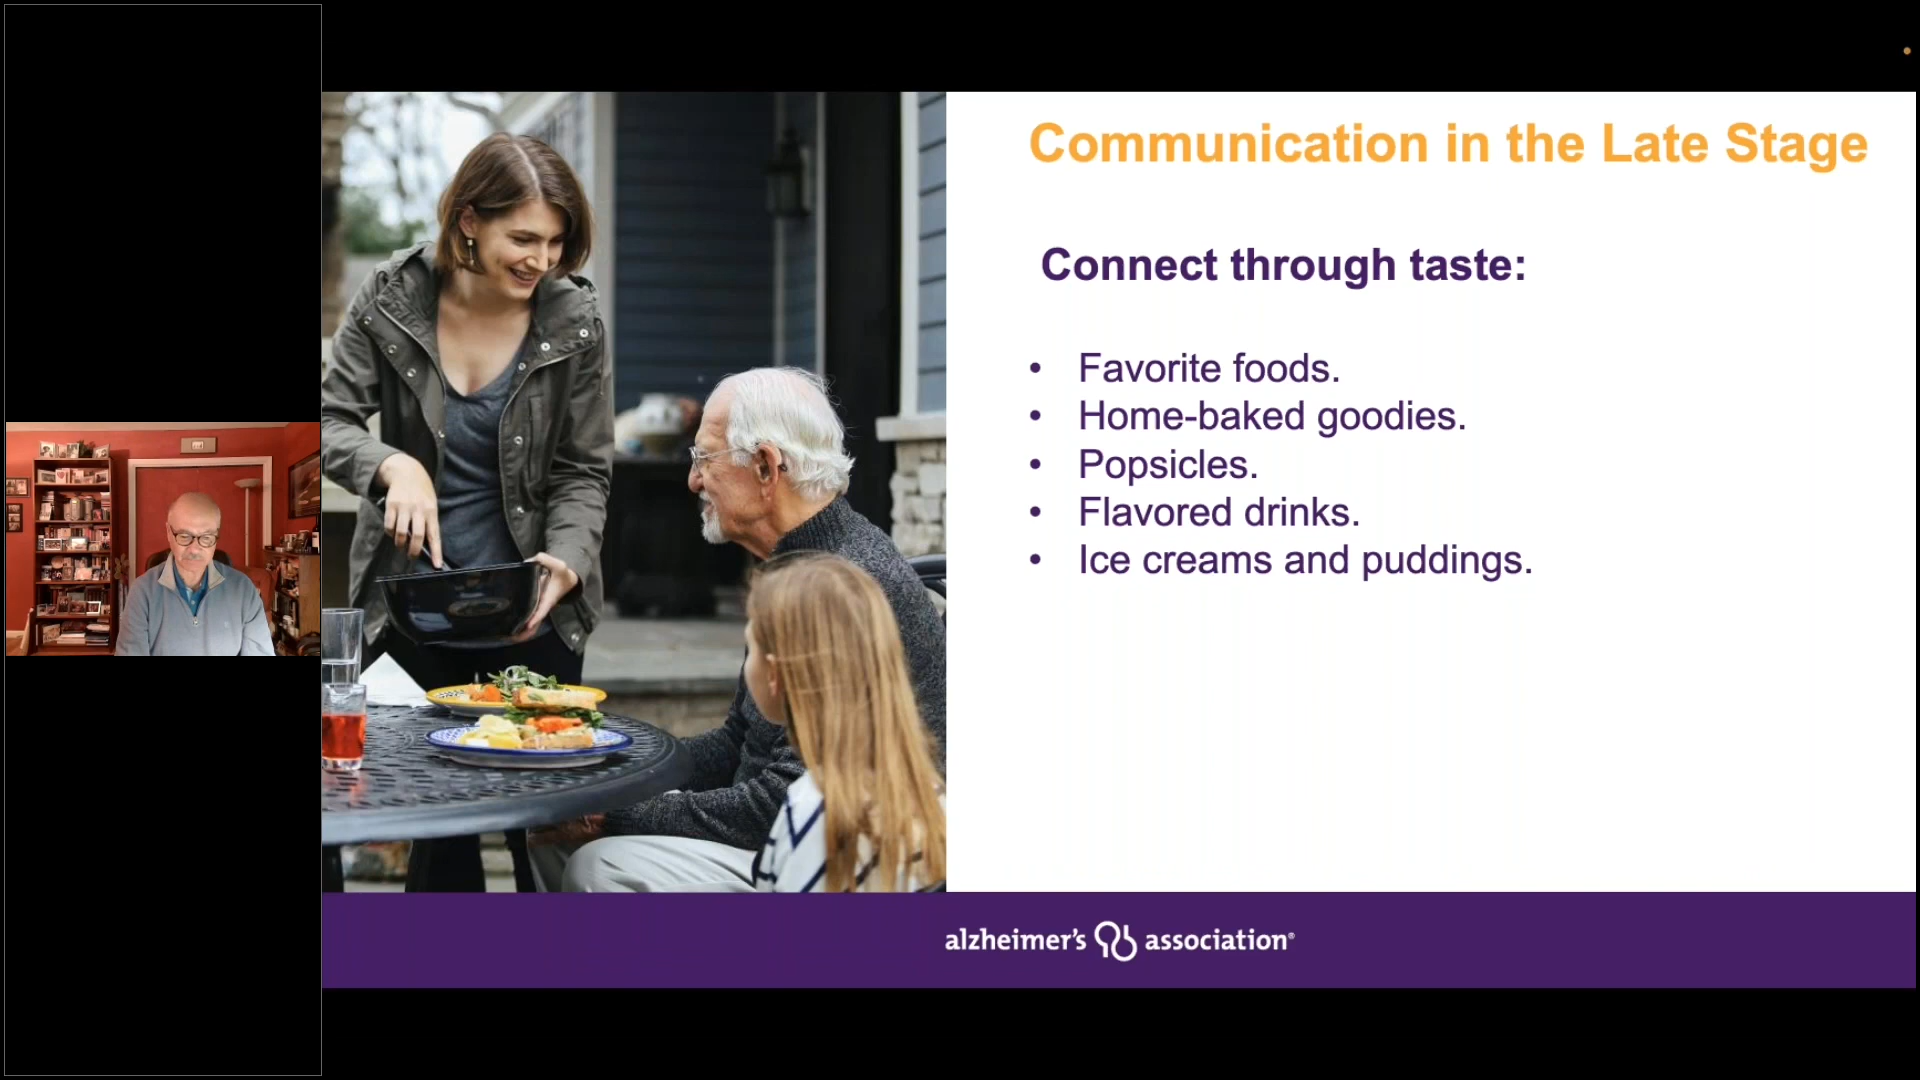 Communication in the Late Stage
Connect through taste:
• Favorite foods.
• Home-baked goodies.
• Popsicles.
• Flavored drinks.
• Ice creams and puddings.
alzheimer's association®